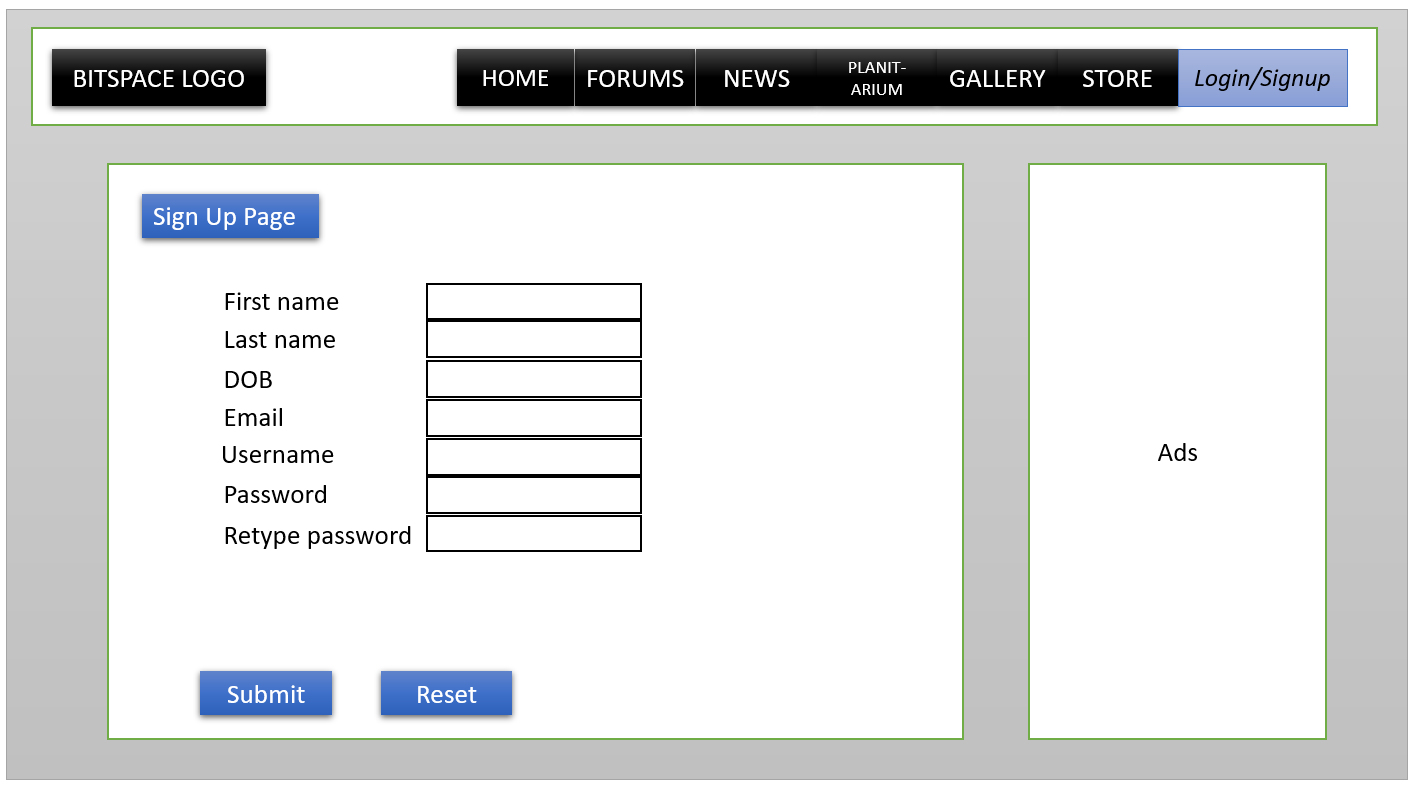 BITSPACE LOGO
HOME
FORUMS
NEWS
PLANIT-
ARIUM
GALLERY
STORE
Login/Signup
Sign Up Page
First name
Last name
DOB
Email
Username
Password
Retype password
Submit
Reset
Ads